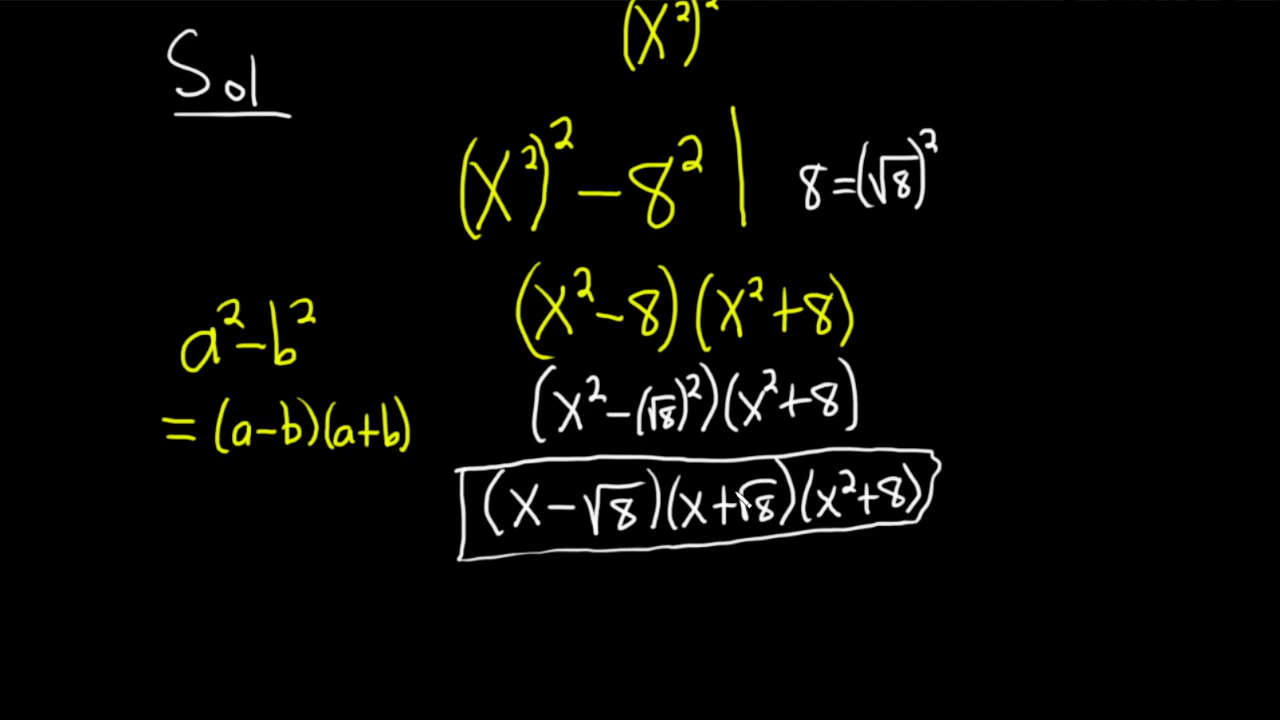 (x²)²
Sol
(x²)² - 8² | 8 = (√8)²
(x² - 8)(x² + 8)
a² - b²
= (a - b)(a + b)
(x² - (√8)²)(x² + 8)
(x - √8)(x + √8)(x² + 8)